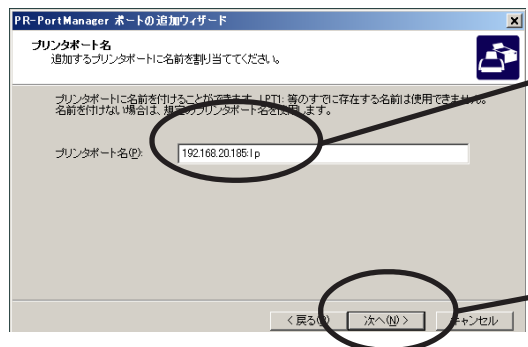 PR-PortManager ポートの追加ウィザード
プリンタポート名
追加するプリンタポートに名前を割り当ててください。
プリンタポートに名前を付けることができます。LPT1: 等のすでに存在する名前は使用できません。
名前を付けない場合は、規定のプリンタポート名を使用します。
プリンタポート名(P):
192.168.20.185:lp
< 戻る(B)
次へ(N) >
キャンセル